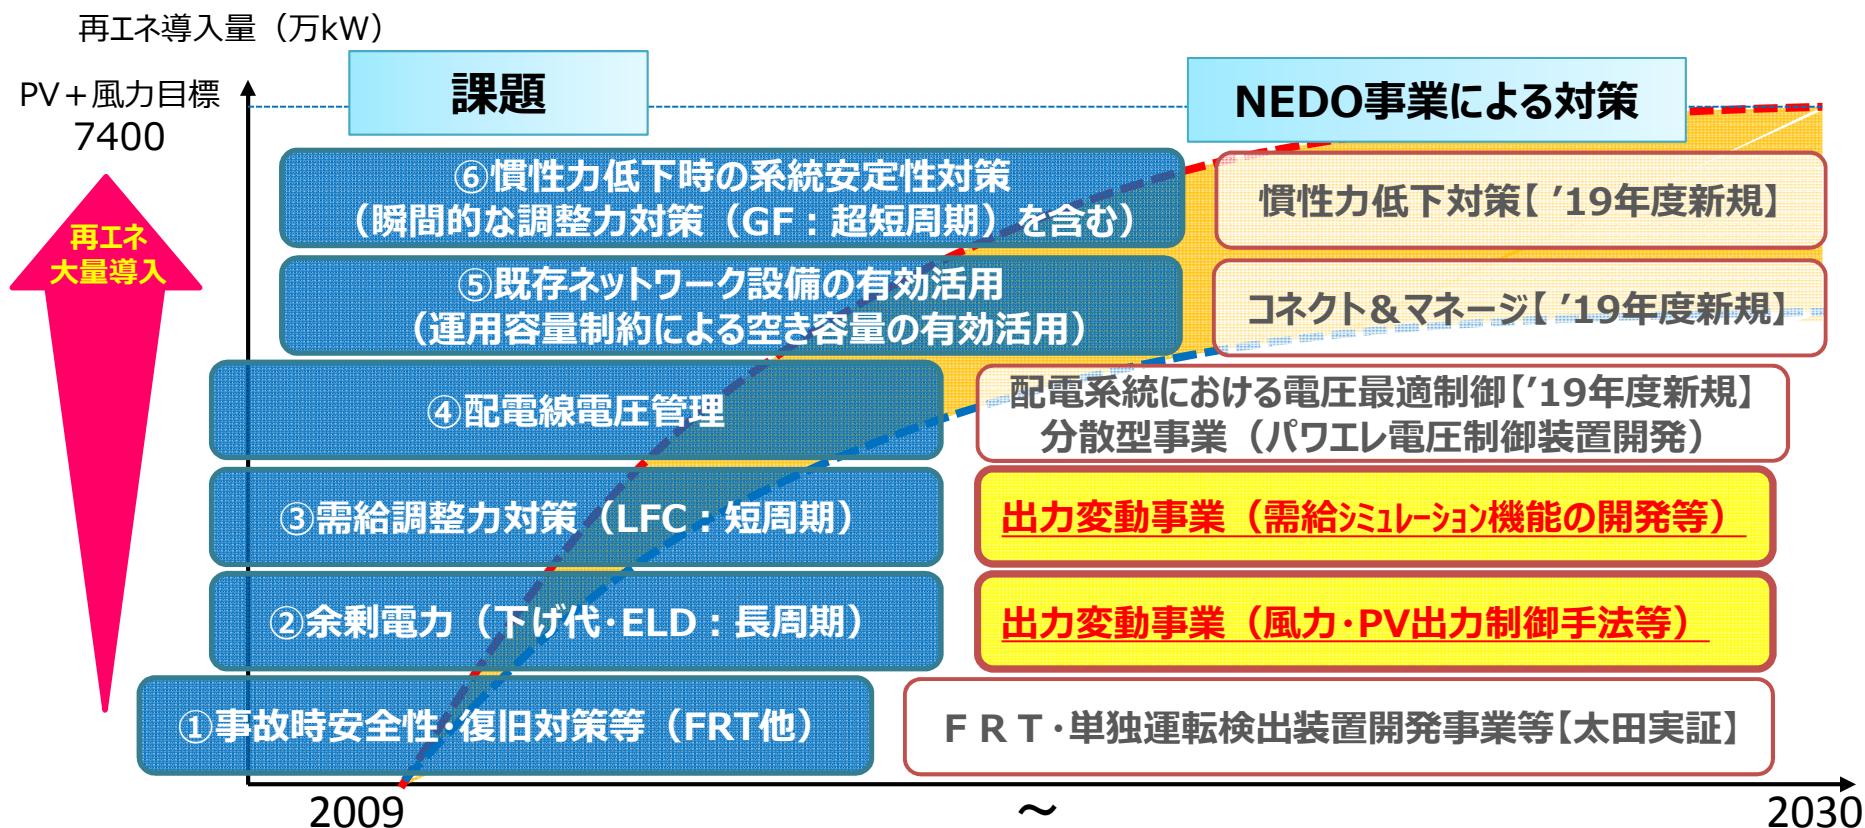 再エネ導入量（万kW）
PV＋風力目標
7400
課題
NEDO事業による対策
再エネ
大量導入
⑥慣性力低下時の系統安定性対策
（瞬間的な調整力対策（GF：超短周期）を含む）
慣性力低下対策【 ’19年度新規】
⑤既存ネットワーク設備の有効活用
（運用容量制約による空き容量の有効活用）
コネクト＆マネージ【 ’19年度新規】
④配電線電圧管理
配電系統における電圧最適制御【’19年度新規】
分散型事業（パワエレ電圧制御装置開発）
③需給調整力対策（LFC：短周期）
出力変動事業（需給シミュレーション機能の開発等）
②余剰電力（下げ代・ELD：長周期）
出力変動事業（風力・PV出力制御手法等）
①事故時安全性・復旧対策等（FRT他）
ＦＲＴ・単独運転検出装置開発事業等【太田実証】
2009
～
2030